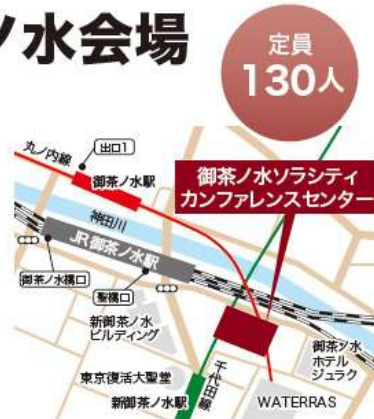 ノ水会場
定員
130人
丸ノ内線
出口1
御茶ノ水駅
御茶ノ水ソラシティ
カンファレンスセンター
神田川
JR御茶ノ水駅
御茶ノ水橋口
聖橋口
新御茶ノ水
ビルディング
御茶ノ水
ホテル
ジュラク
東京復活大聖堂
千代田線
新御茶ノ水駅
WATERRAS